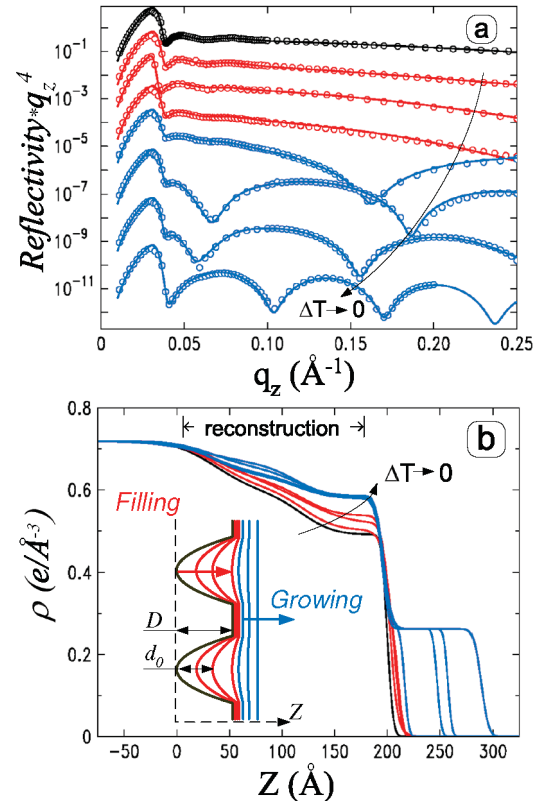 a
Reflectivity*q_z^4
10^-1
10^-3
10^-5
10^-7
10^-9
10^-11
ΔT→0
0 0.05 0.10 0.15 0.20 0.25
q_z (Å^-1)
b
reconstruction
ΔT→0
Filling
Growing
D
d_0
Z
ρ (e/Å^-3)
0.8
0.6
0.4
0.2
0
-50 0 50 100 150 200 250 300
Z (Å)